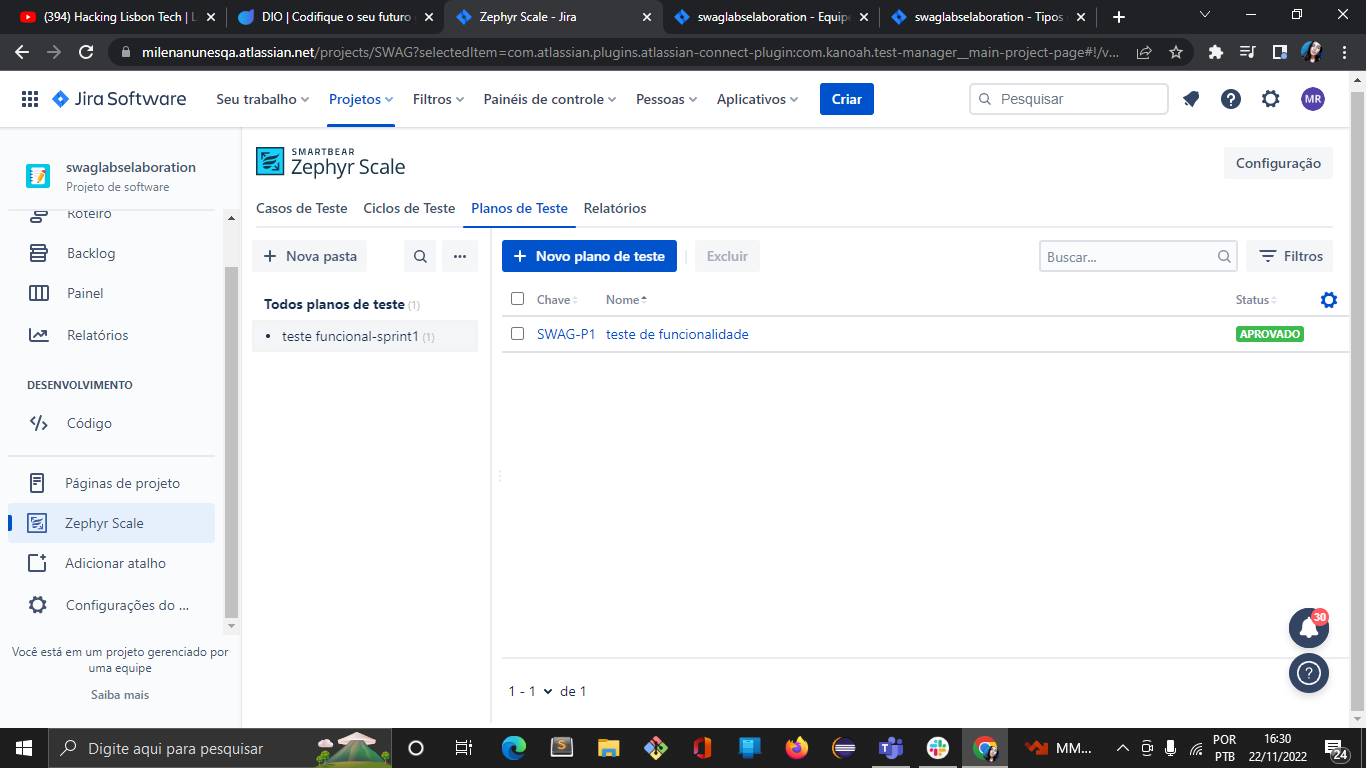 (394) Hacking Lisbon Tech | L
DIO | Codifique o seu futuro
Zephyr Scale - Jira
swaglabselaboration - Equipe
swaglabselaboration - Tipos
milenanunesqa.atlassian.net/projects/SWAG?selectedItem=com.atlassian.plugins.atlassian-connect-plugin:com.kanoah.test-manager__main-project-page#!/v...
Jira Software
Seu trabalho
Projetos
Filtros
Painéis de controle
Pessoas
Aplicativos
Criar
Pesquisar
MR
swaglabselaboration
Projeto de software
Roteiro
Backlog
Painel
Relatórios
DESENVOLVIMENTO
Código
Páginas de projeto
Zephyr Scale
Adicionar atalho
Configurações do ...
Você está em um projeto gerenciado por
uma equipe
Saiba mais
SMARTBEAR
Zephyr Scale
Configuração
Casos de Teste
Ciclos de Teste
Planos de Teste
Relatórios
+ Nova pasta
...
Todos planos de teste (1)
• teste funcional-sprint1 (1)
+ Novo plano de teste
Excluir
Buscar...
Filtros
Chave
Nome
Status
SWAG-P1
teste de funcionalidade
APROVADO
1 - 1 de 1
30
Digite aqui para pesquisar
MM...
POR
PTB
16:30
22/11/2022
24